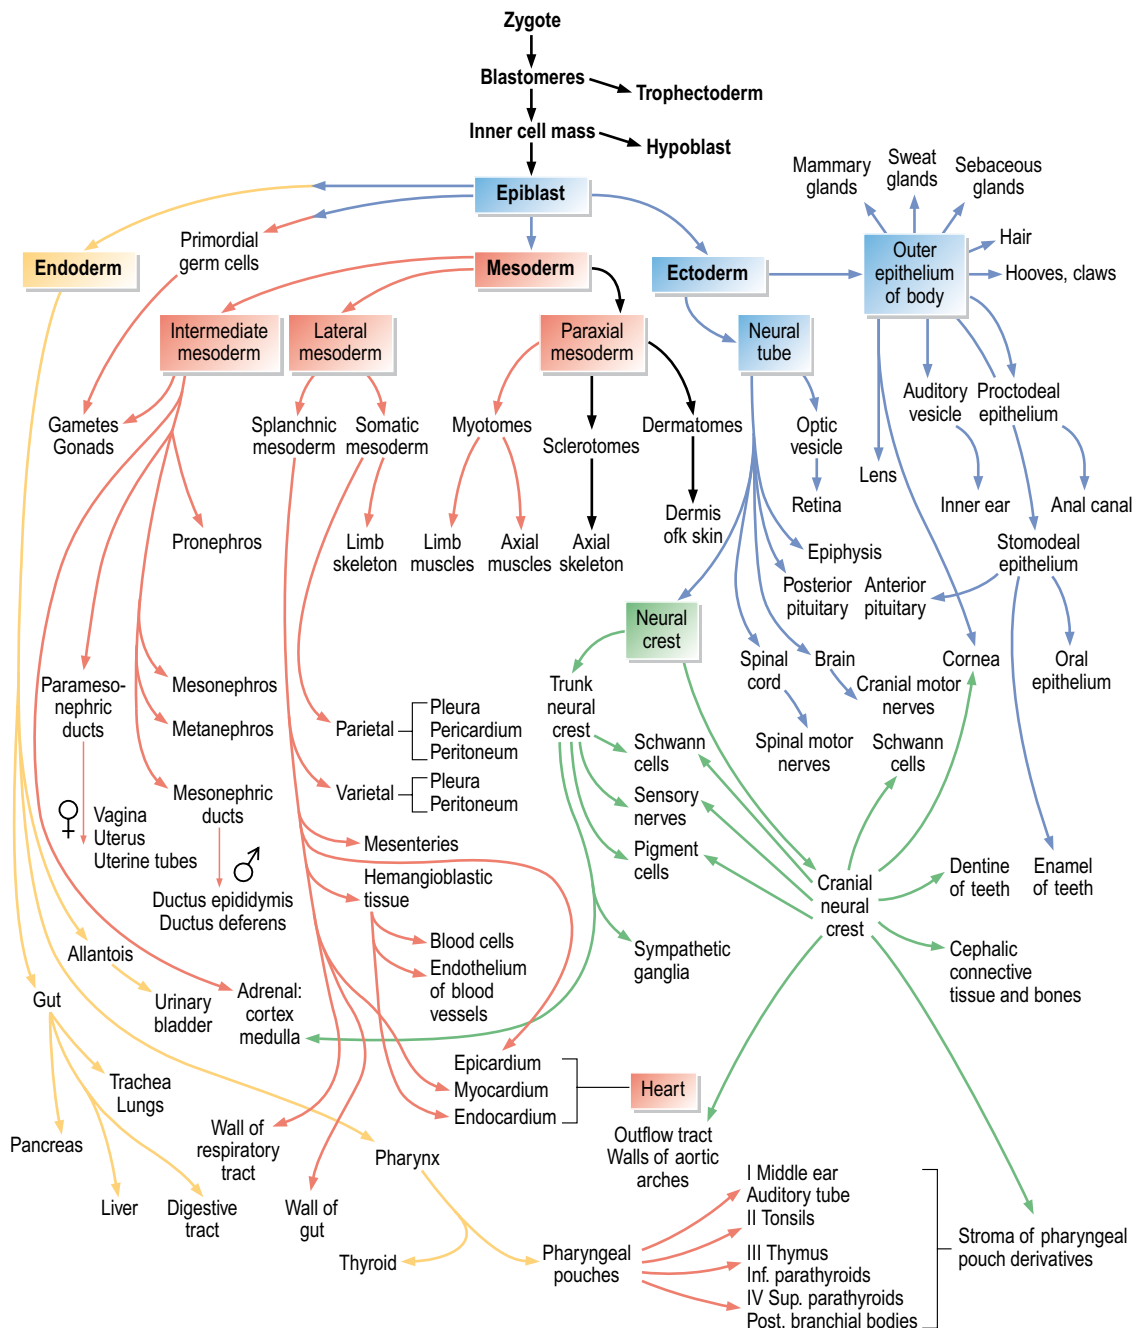 Zygote
Blastomeres
Trophectoderm
Inner cell mass
Hypoblast
Epiblast
Mammary
glands
Sweat
glands
Sebaceous
glands
Primordial
germ cells
Endoderm
Mesoderm
Ectoderm
Outer
epithelium
of body
Hair
Hooves, claws
Intermediate
mesoderm
Lateral
mesoderm
Paraxial
mesoderm
Neural
tube
Gametes
Gonads
Splanchnic
mesoderm
Somatic
mesoderm
Myotomes
Sclerotomes
Dermatomes
Optic
vesicle
Auditory
vesicle
Proctodeal
epithelium
Lens
Retina
Inner ear
Anal canal
Pronephros
Limb
skeleton
Limb
muscles
Axial
muscles
Axial
skeleton
Dermis
ofk skin
Epiphysis
Posterior
pituitary
Anterior
pituitary
Stomodeal
epithelium
Neural
crest
Spinal
cord
Brain
Cornea
Oral
epithelium
Cranial motor
nerves
Spinal motor
nerves
Parameso-
nephric
ducts
Mesonephros
Metanephros
Mesonephric
ducts
Parietal
Pleura
Pericardium
Peritoneum
Varietal
Pleura
Peritoneum
Trunk
neural
crest
Schwann
cells
Sensory
nerves
Pigment
cells
Schwann
cells
♀
Vagina
Uterus
Uterine tubes
♂
Ductus epididymis
Ductus deferens
Mesenteries
Hemangioblastic
tissue
Blood cells
Endothelium
of blood
vessels
Sympathetic
ganglia
Cranial
neural
crest
Dentine
of teeth
Enamel
of teeth
Cephalic
connective
tissue and bones
Allantois
Gut
Urinary
bladder
Adrenal:
cortex
medulla
Epicardium
Myocardium
Endocardium
Heart
Trachea
Lungs
Pancreas
Liver
Digestive
tract
Wall of
respiratory
tract
Wall of
gut
Pharynx
Thyroid
Outflow tract
Walls of aortic
arches
Pharyngeal
pouches
I Middle ear
Auditory tube
II Tonsils
III Thymus
Inf. parathyroids
IV Sup. parathyroids
Post. branchial bodies
Stroma of pharyngeal
pouch derivatives